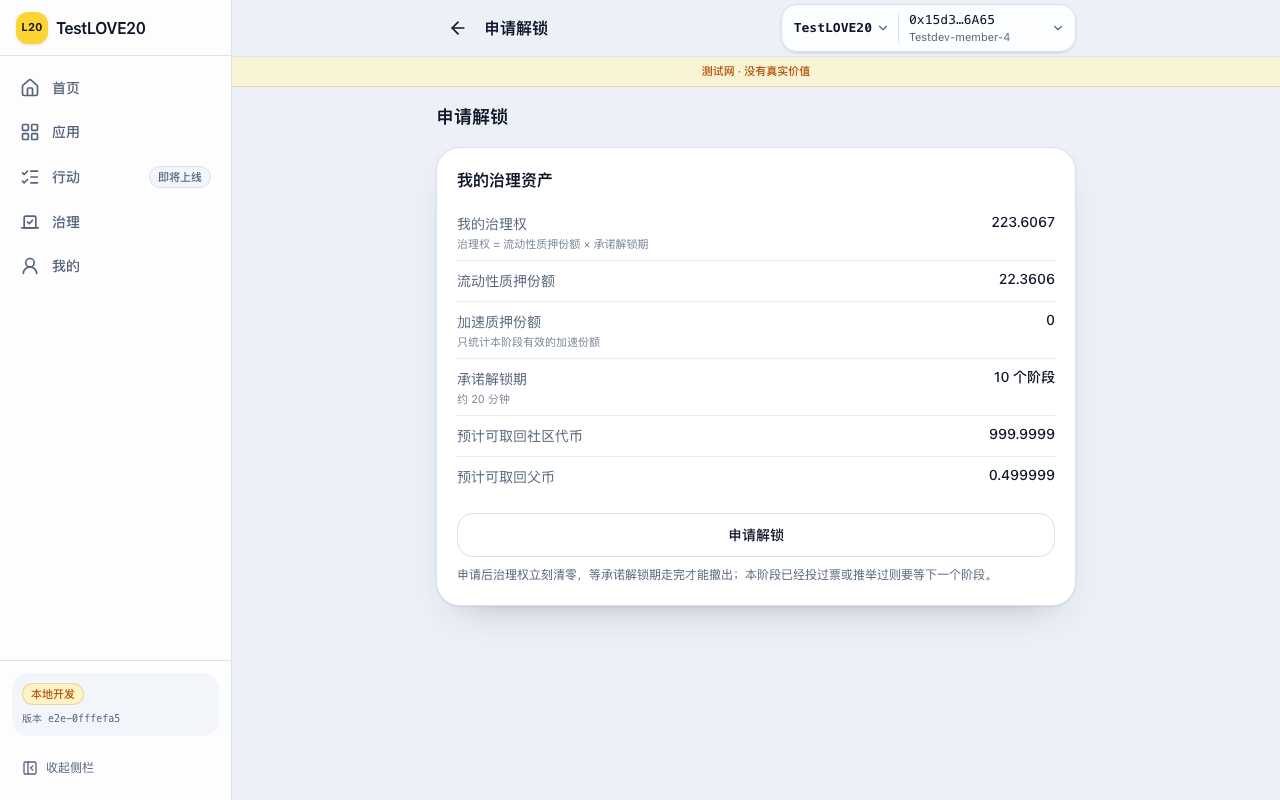 L20 TestLOVE20
首页
应用
行动 即将上线
治理
我的
本地开发
版本 e2e-0fffefa5
收起侧栏
申请解锁
TestLOVE20
0x15d3…6A65
Testdev-member-4
测试网 · 没有真实价值
申请解锁
我的治理资产
我的治理权 223.6067
治理权 = 流动性质押份额 × 承诺解锁期
流动性质押份额 22.3606
加速质押份额 0
只统计本阶段有效的加速份额
承诺解锁期 10 个阶段
约 20 分钟
预计可取回社区代币 999.9999
预计可取回父币 0.499999
申请解锁
申请后治理权立刻清零，等承诺解锁期走完才能撤出；本阶段已经投过票或推举过则要等下一个阶段。